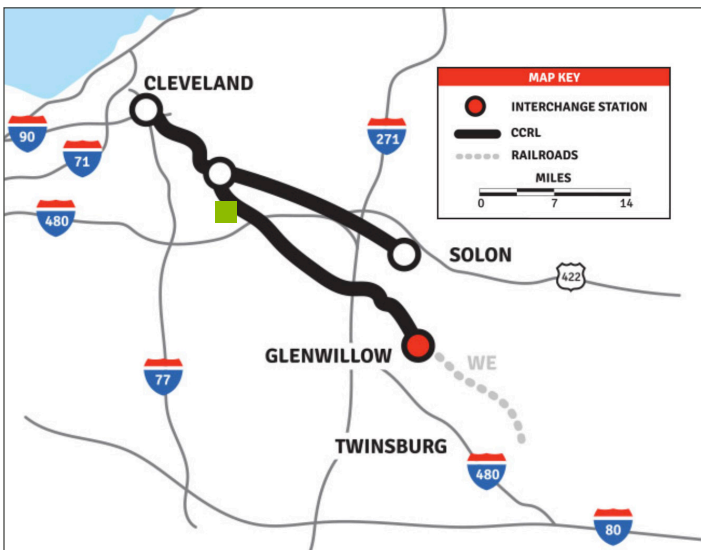 CLEVELAND
MAP KEY
INTERCHANGE STATION
CCRL
RAILROADS
MILES
0 7 14
90
71
271
480
SOLON
422
GLENWILLOW
WE
77
TWINSBURG
480
80